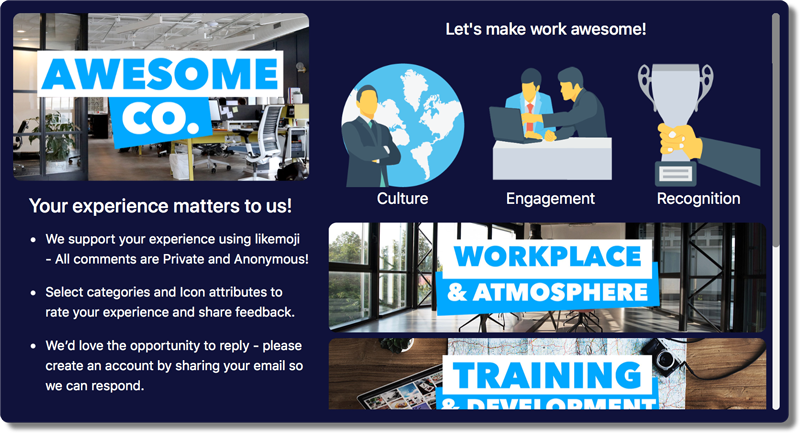 AWESOME
CO.
Your experience matters to us!
• We support your experience using likemoji
- All comments are Private and Anonymous!
• Select categories and Icon attributes to
rate your experience and share feedback.
• We’d love the opportunity to reply - please
create an account by sharing your email so
we can respond.
Let's make work awesome!
Culture
Engagement
Recognition
WORKPLACE
& ATMOSPHERE
TRAINING
& DEVELOPMENT